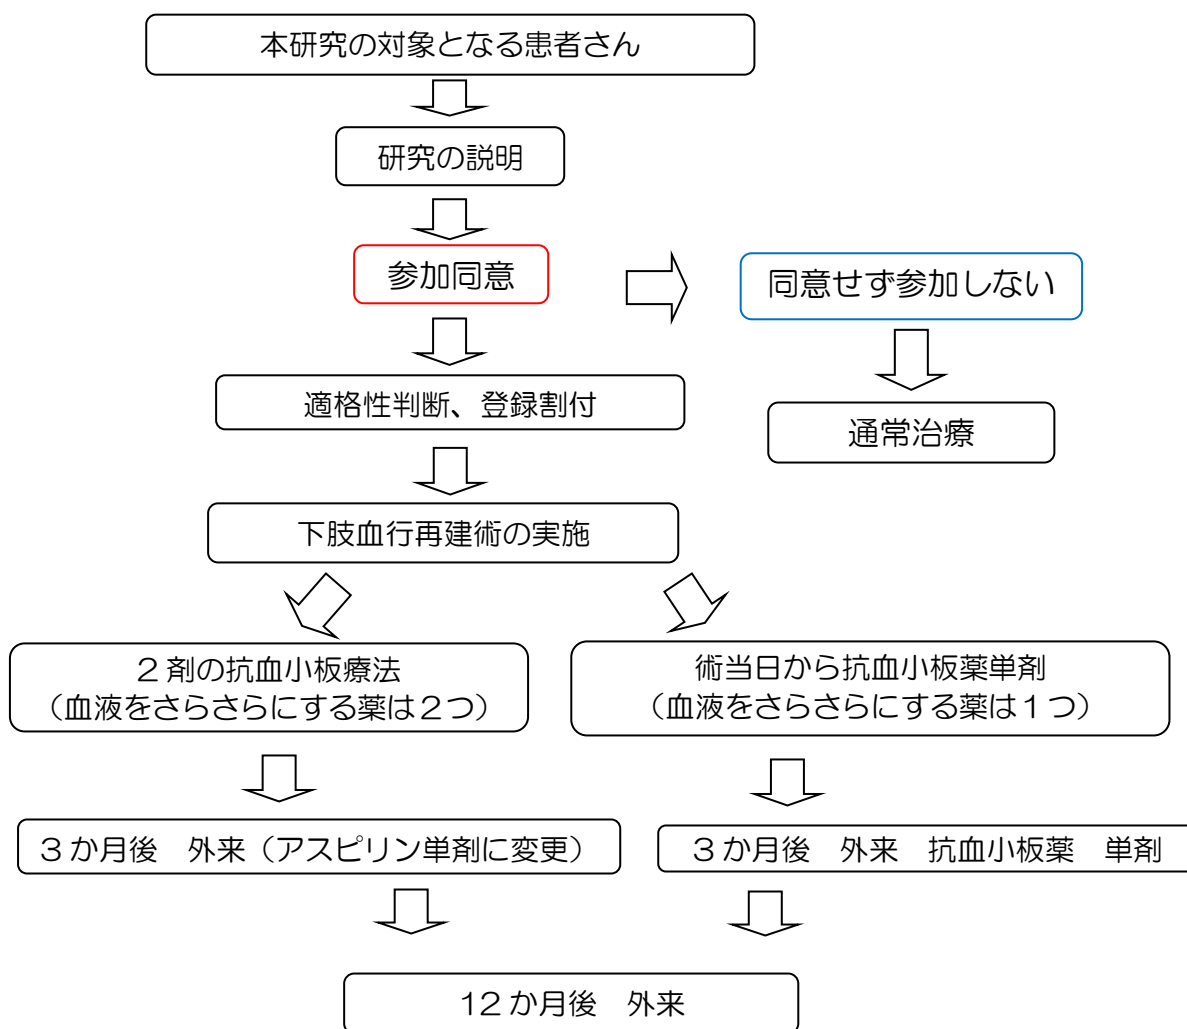 本研究の対象となる患者さん
研究の説明
参加同意
同意せず参加しない
適格性判断、登録割付
通常治療
下肢血行再建術の実施
２剤の抗血小板療法
（血液をさらさらにする薬は２つ）
術当日から抗血小板薬単剤
（血液をさらさらにする薬は１つ）
３か月後　外来（アスピリン単剤に変更）
３か月後　外来　抗血小板薬　単剤
12か月後　外来